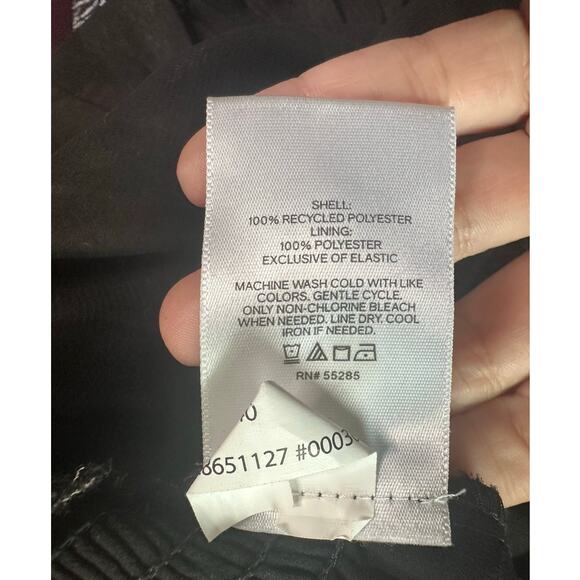 SHELL:
100% RECYCLED POLYESTER
LINING:
100% POLYESTER
EXCLUSIVE OF ELASTIC
MACHINE WASH COLD WITH LIKE
COLORS. GENTLE CYCLE.
ONLY NON-CHLORINE BLEACH
WHEN NEEDED. LINE DRY. COOL
IRON IF NEEDED.
RN# 55285
8651127 #0003